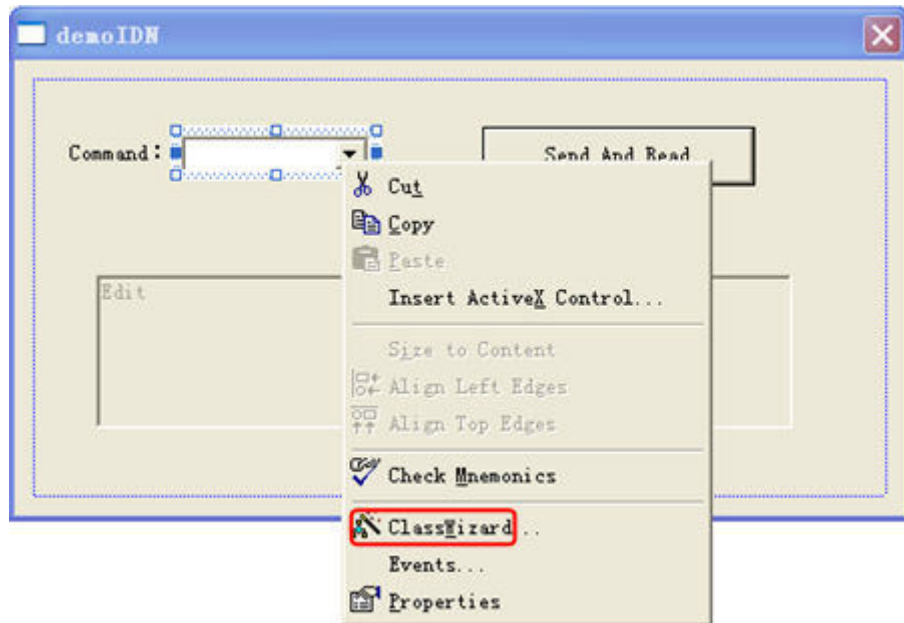 demoIDN
Command:
Send And Read
Edit
Cut
Copy
Paste
Insert ActiveX Control...
Size to Content
Align Left Edges
Align Top Edges
Check Mnemonics
ClassWizard...
Events...
Properties